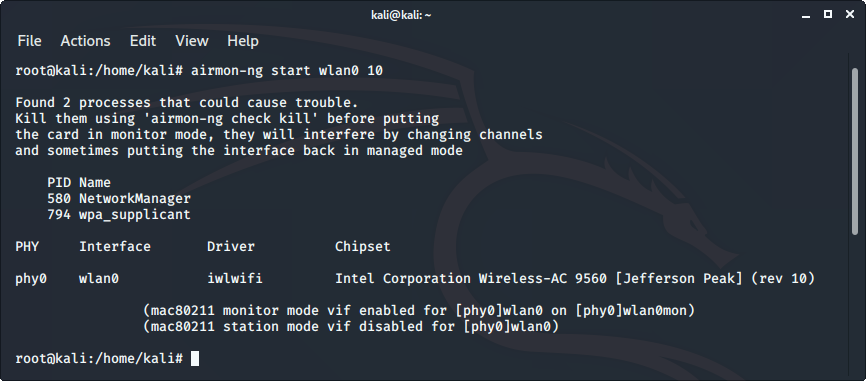 kali@kali: ~
File Actions Edit View Help
root@kali:/home/kali# airmon-ng start wlan0 10
Found 2 processes that could cause trouble.
Kill them using 'airmon-ng check kill' before putting
the card in monitor mode, they will interfere by changing channels
and sometimes putting the interface back in managed mode
PID Name
580 NetworkManager
794 wpa_supplicant
PHY Interface Driver Chipset
phy0 wlan0 iwlwifi Intel Corporation Wireless-AC 9560 [Jefferson Peak] (rev 10)
(mac80211 monitor mode vif enabled for [phy0]wlan0 on [phy0]wlan0mon)
(mac80211 station mode vif disabled for [phy0]wlan0)
root@kali:/home/kali#